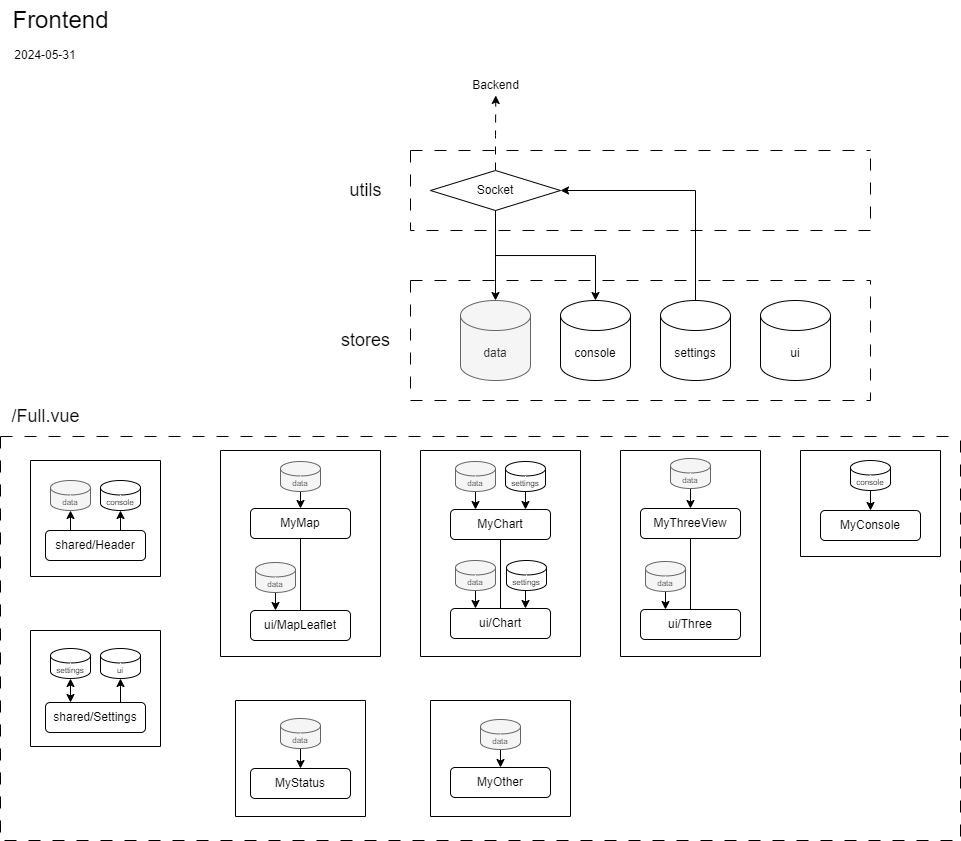 Frontend
2024-05-31
Backend
utils
Socket
stores
data
console
settings
ui
/Full.vue
data
console
shared/Header
data
MyMap
data
ui/MapLeaflet
data
settings
MyChart
data
settings
ui/Chart
data
MyThreeView
data
ui/Three
console
MyConsole
settings
ui
shared/Settings
data
MyStatus
data
MyOther